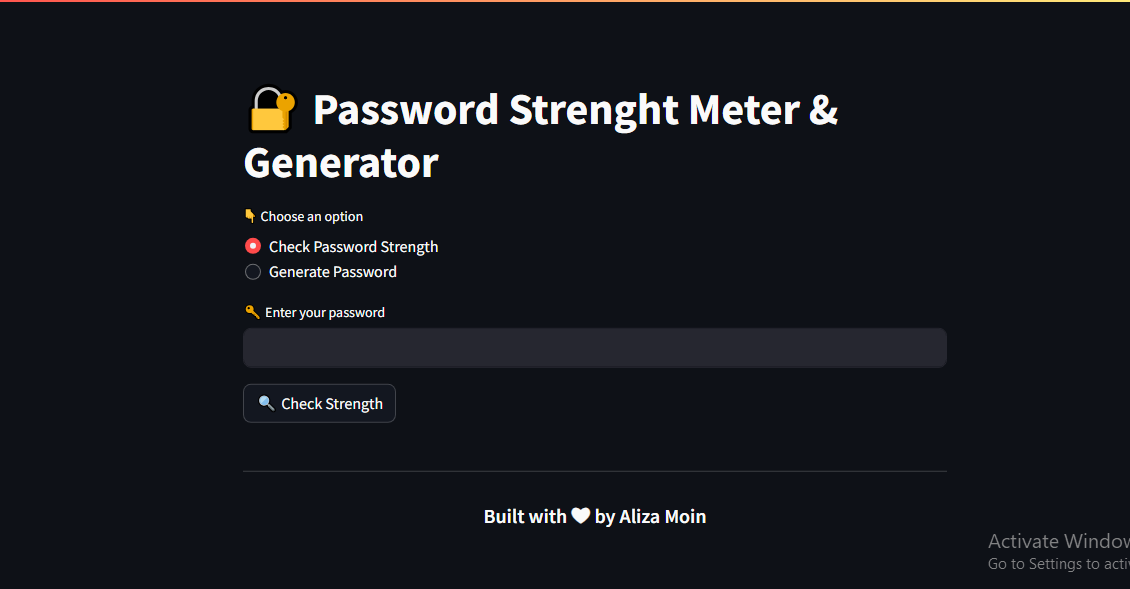 Password Strenght Meter &
Generator
Choose an option
Check Password Strength
Generate Password
Enter your password
Check Strength
Built with 🤍 by Aliza Moin
Activate Window
Go to Settings to activ